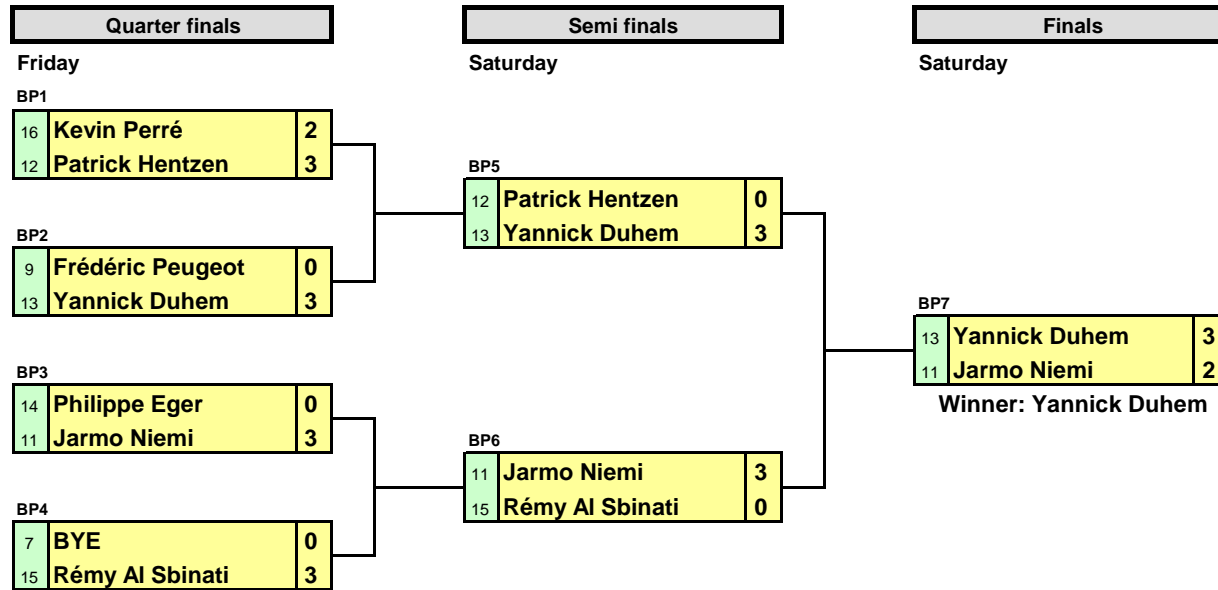 Quarter finals
Semi finals
Finals
Friday
Saturday
Saturday
BP1
16 Kevin Perré 2
12 Patrick Hentzen 3
BP2
9 Frédéric Peugeot 0
13 Yannick Duhem 3
BP3
14 Philippe Eger 0
11 Jarmo Niemi 3
BP4
7 BYE 0
15 Rémy Al Sbinati 3
BP5
12 Patrick Hentzen 0
13 Yannick Duhem 3
BP6
11 Jarmo Niemi 3
15 Rémy Al Sbinati 0
BP7
13 Yannick Duhem 3
11 Jarmo Niemi 2
Winner: Yannick Duhem